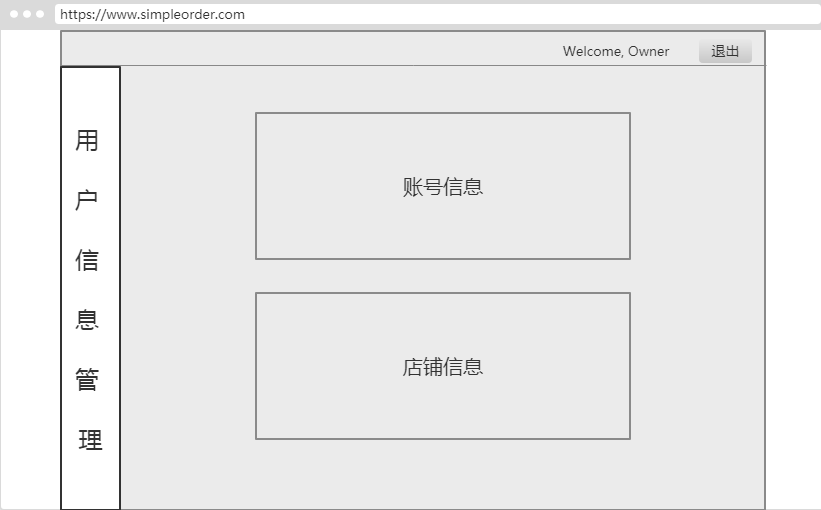 https://www.simpleorder.com
Welcome, Owner
退出
用
户
信
息
管
理
账号信息
店铺信息